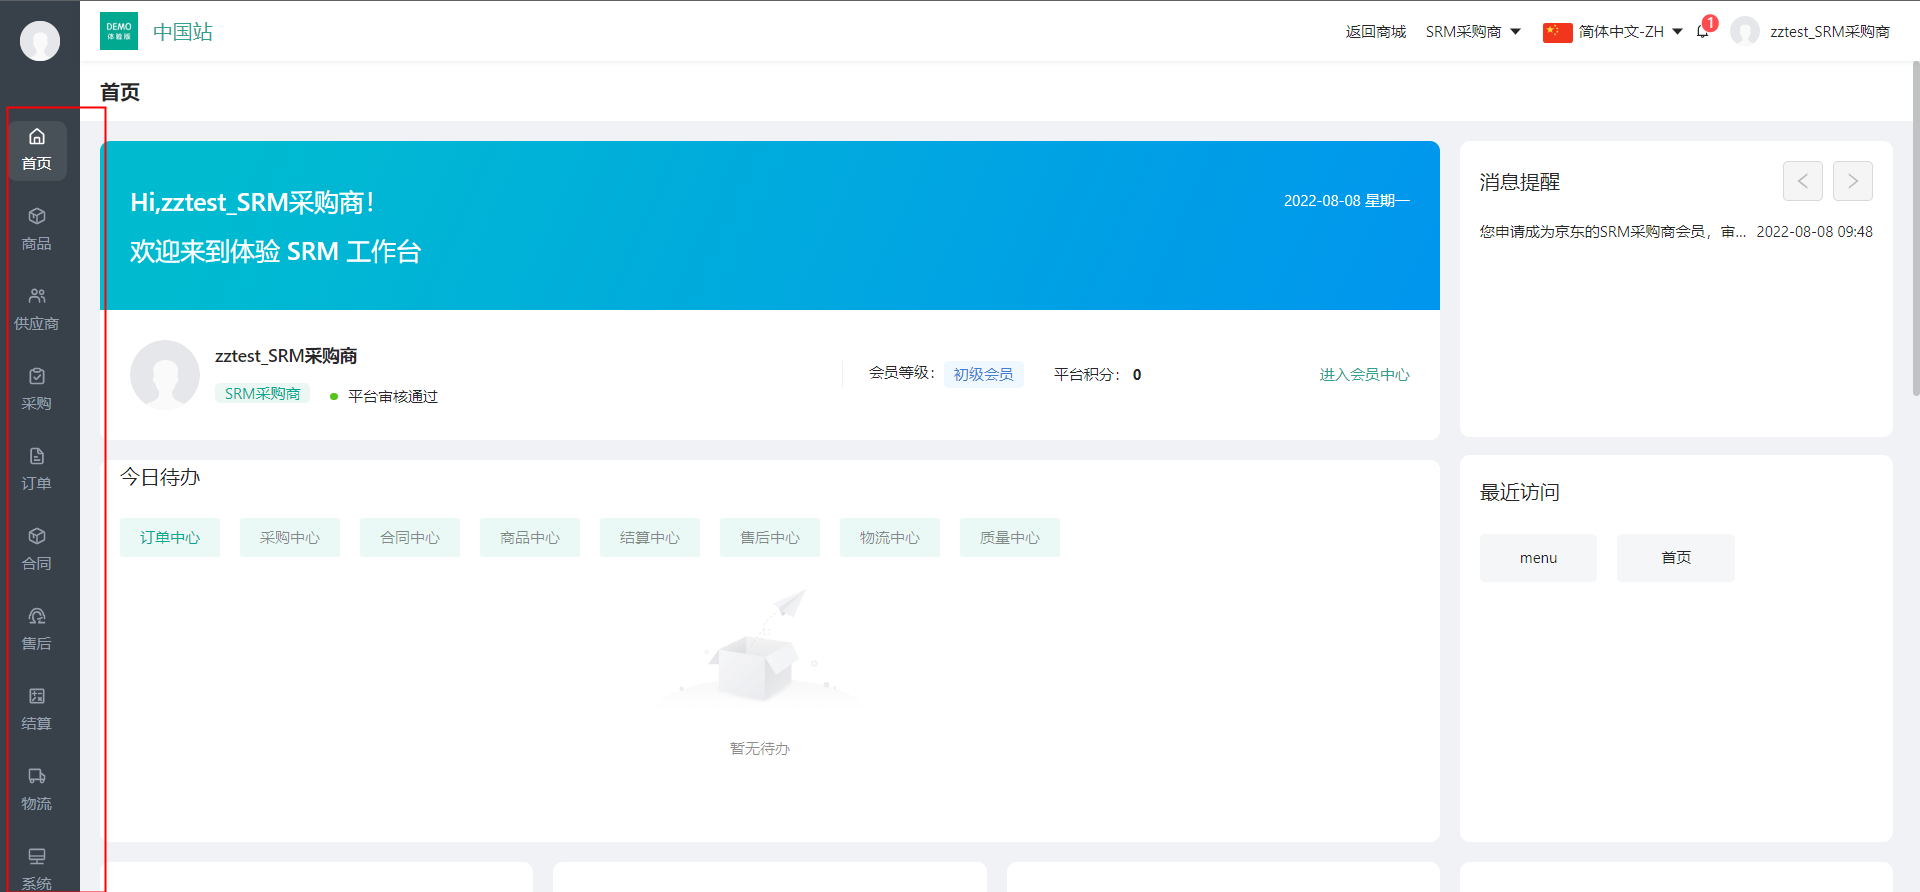 DEMO
体验版
中国站
返回商城
SRM采购商
简体中文-ZH
1
zztest_SRM采购商
首页
首页
商品
供应商
采购
订单
合同
售后
结算
物流
系统
Hi,zztest_SRM采购商!
2022-08-08 星期一
欢迎来到体验 SRM 工作台
zztest_SRM采购商
SRM采购商
平台审核通过
会员等级：
初级会员
平台积分：
0
进入会员中心
消息提醒
您申请成为京东的SRM采购商会员，审...
2022-08-08 09:48
今日待办
订单中心
采购中心
合同中心
商品中心
结算中心
售后中心
物流中心
质量中心
暂无待办
最近访问
menu
首页